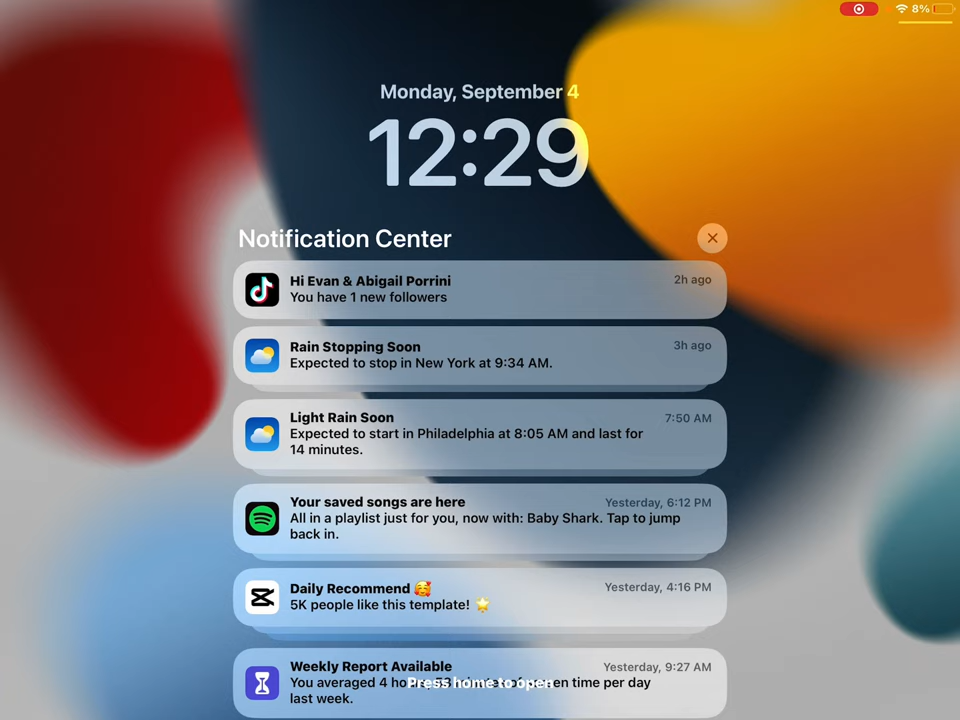 8%
Monday, September 4
12:29
Notification Center
Hi Evan & Abigail Porrini
2h ago
You have 1 new followers
Rain Stopping Soon
3h ago
Expected to stop in New York at 9:34 AM.
Light Rain Soon
7:50 AM
Expected to start in Philadelphia at 8:05 AM and last for
14 minutes.
Your saved songs are here
Yesterday, 6:12 PM
All in a playlist just for you, now with: Baby Shark. Tap to jump
back in.
Daily Recommend 🥰
Yesterday, 4:16 PM
5K people like this template! 🌟
Weekly Report Available
Yesterday, 9:27 AM
You averaged 4 time per day
Press home to open
last week.